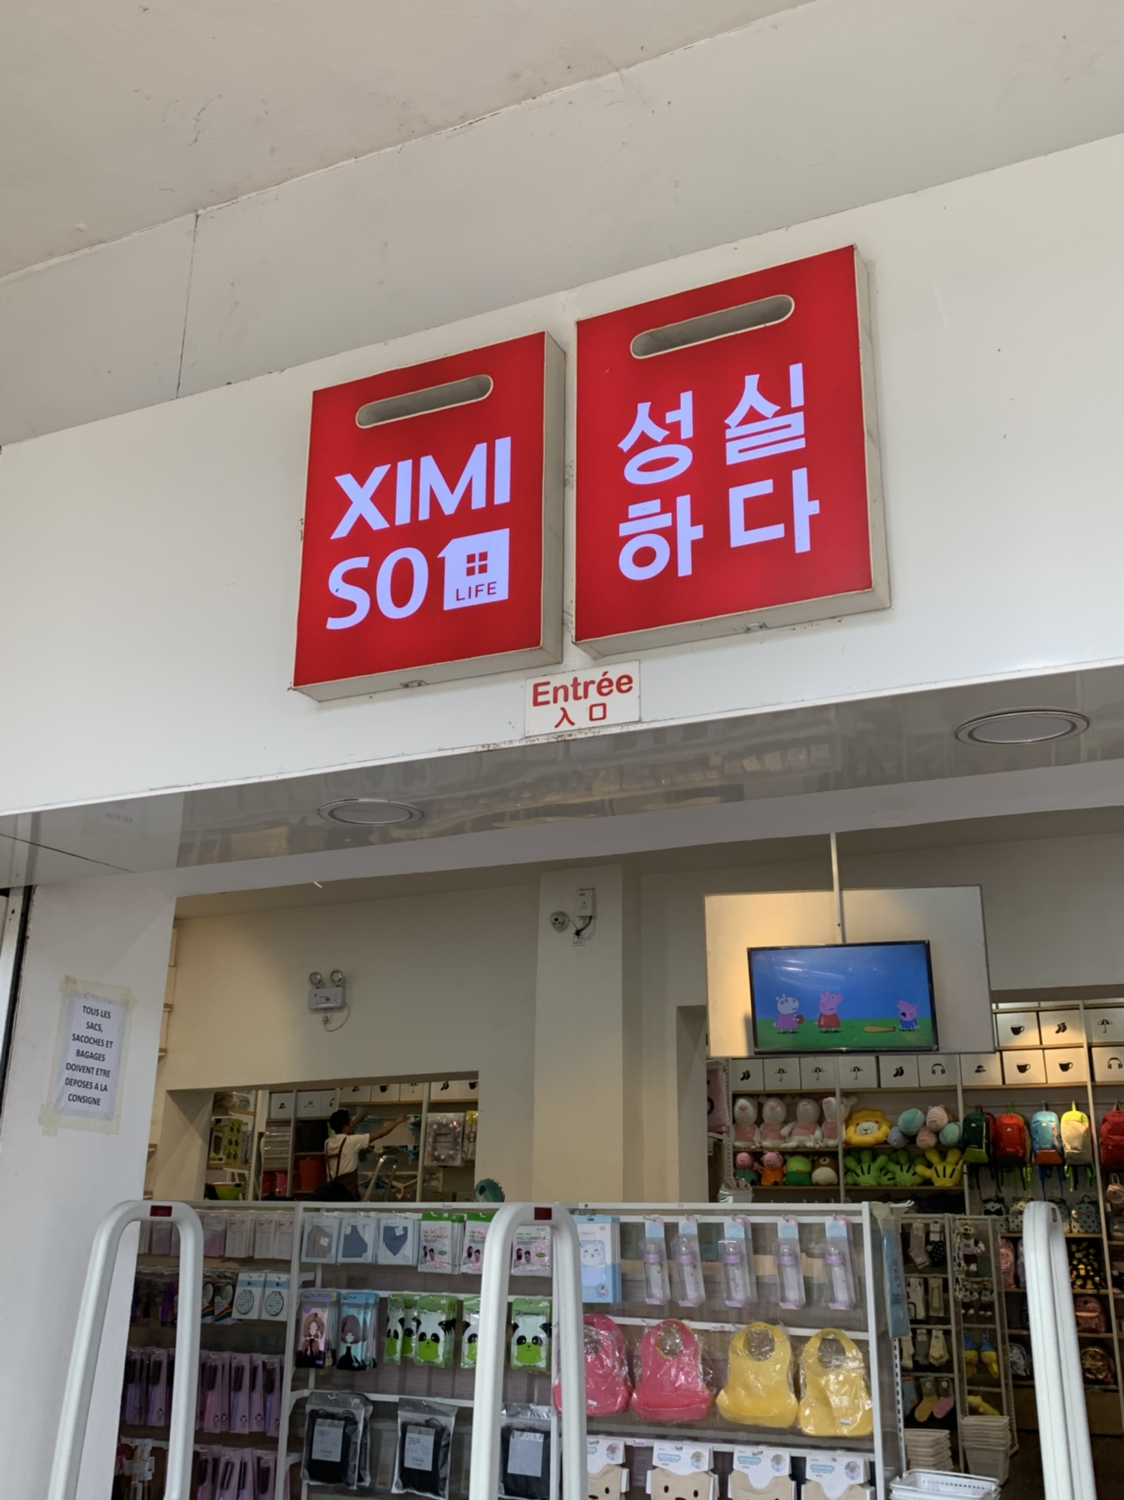 XIMI
SO
LIFE
성실
하다
Entrée
入口
TOUS LES
SACS,
SACOCHES ET
BAGAGES
DOIVENT ETRE
DEPOSES A LA
CONSIGNE